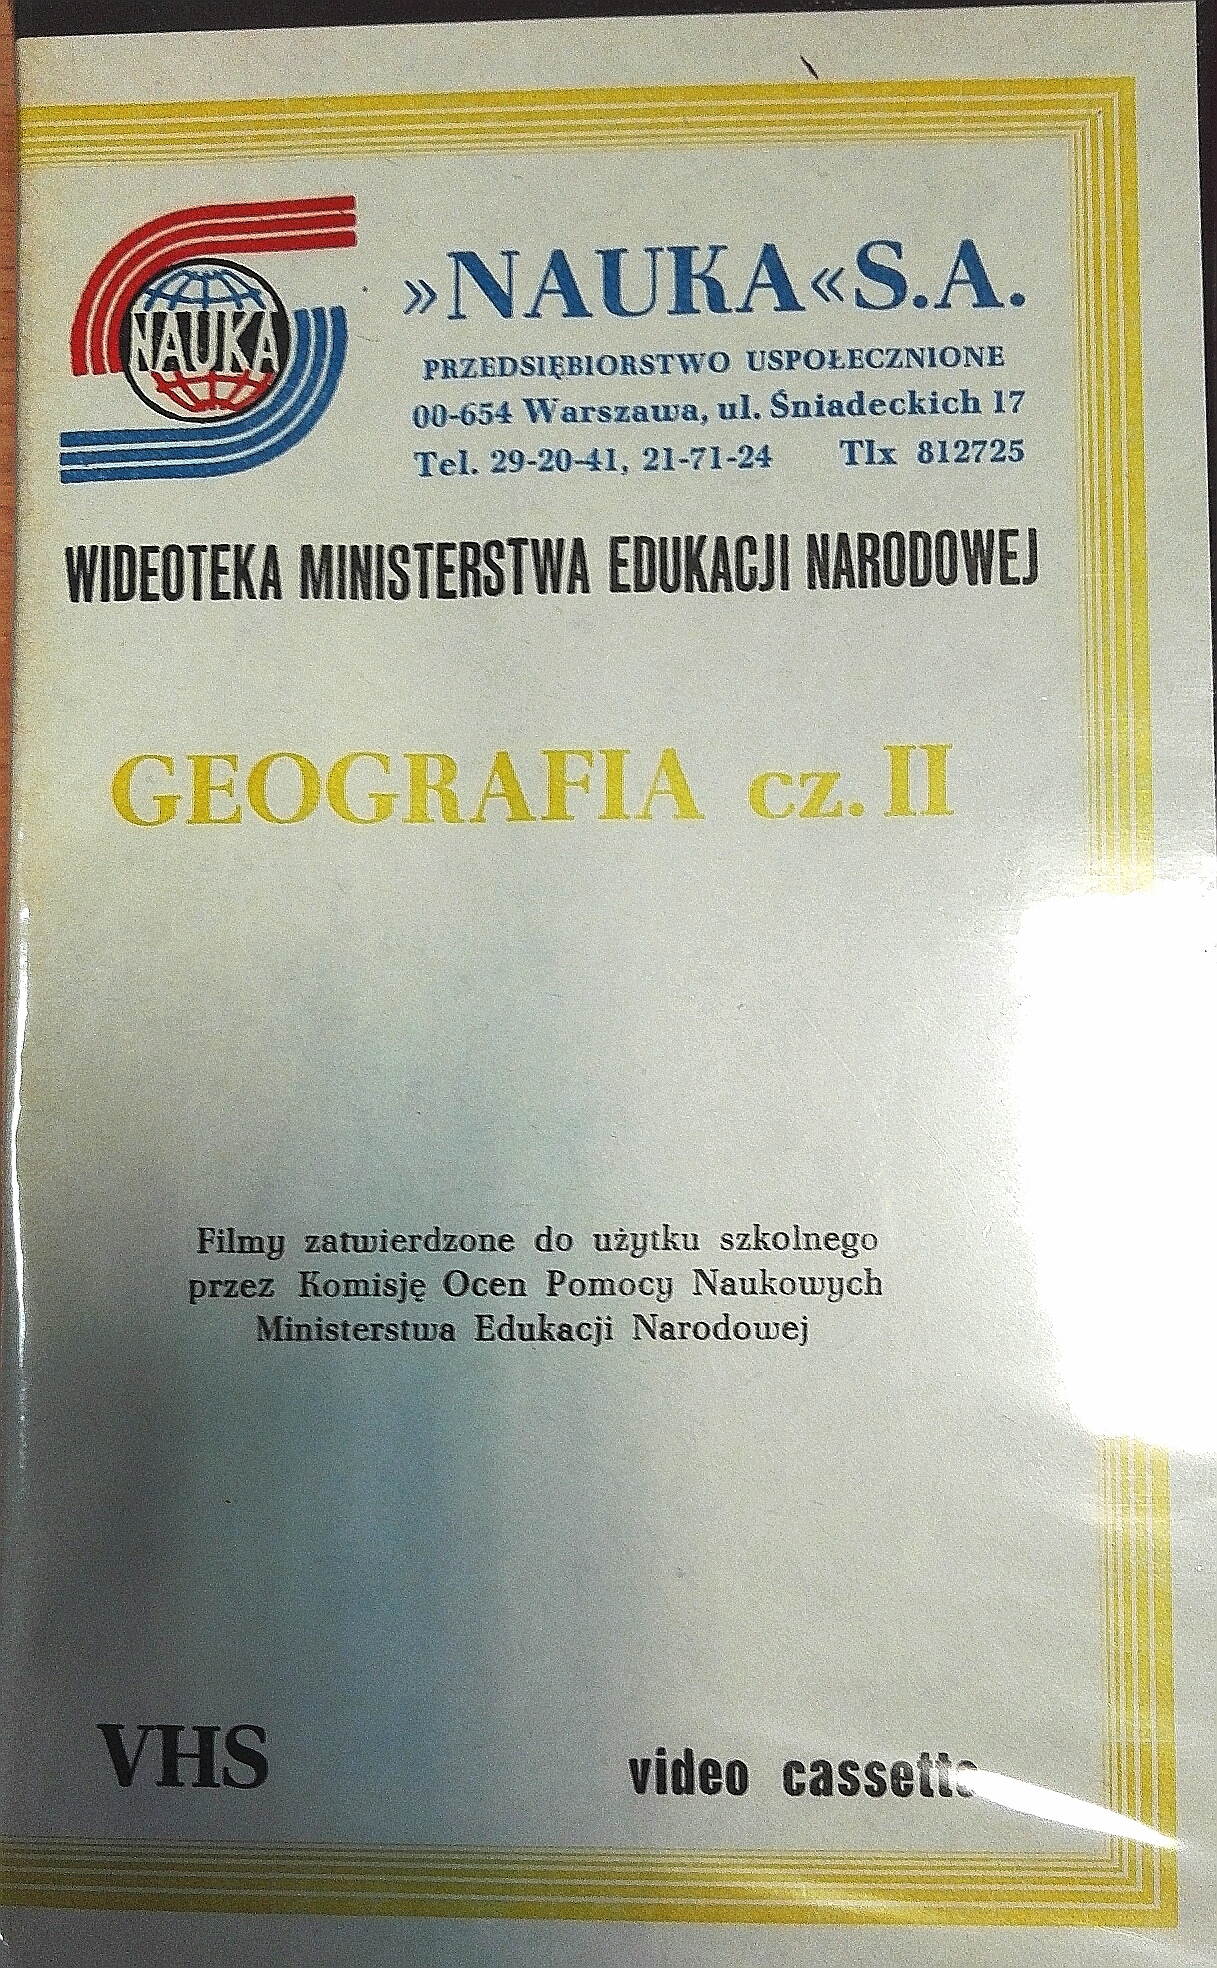 NAUKA
»NAUKA« S.A.
PRZEDSIĘBIORSTWO USPOŁECZNIONE
00-654 Warszawa, ul. Śniadeckich 17
Tel. 29-20-41, 21-71-24 Tlx 812725
WIDEOTEKA MINISTERSTWA EDUKACJI NARODOWEJ
GEOGRAFIA cz. II
Filmy zatwierdzone do użytku szkolnego
przez Komisję Ocen Pomocy Naukowych
Ministerstwa Edukacji Narodowej
VHS
video cassette